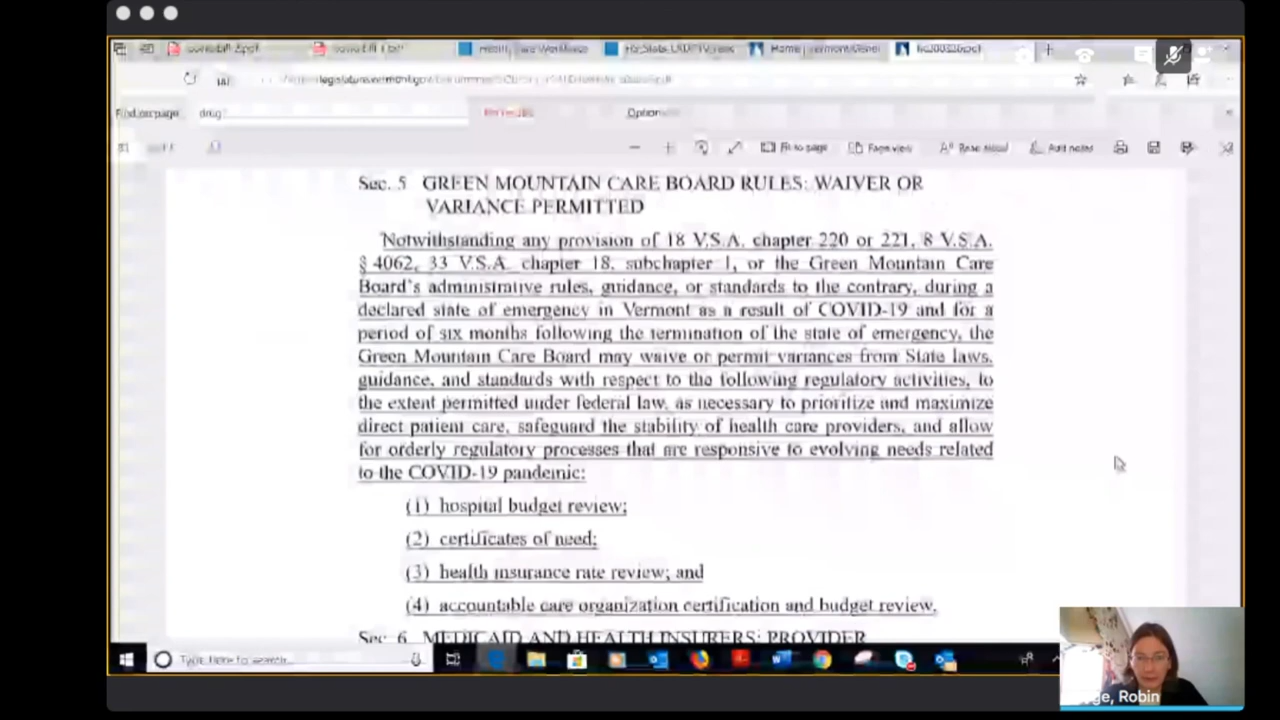 Find on page drug Options
Fit to page Page view Read aloud Add notes
Sec. 5 GREEN MOUNTAIN CARE BOARD RULES; WAIVER OR
VARIANCE PERMITTED
Notwithstanding any provision of 18 V.S.A. chapter 220 or 221, 8 V.S.A.
§ 4062, 33 V.S.A. chapter 18, subchapter 1, or the Green Mountain Care
Board's administrative rules, guidance, or standards to the contrary, during a
declared state of emergency in Vermont as a result of COVID-19 and for a
period of six months following the termination of the state of emergency, the
Green Mountain Care Board may waive or permit variances from State laws,
guidance, and standards with respect to the following regulatory activities, to
the extent permitted under federal law, as necessary to prioritize and maximize
direct patient care, safeguard the stability of health care providers, and allow
for orderly regulatory processes that are responsive to evolving needs related
to the COVID-19 pandemic:
(1) hospital budget review;
(2) certificates of need;
(3) health insurance rate review; and
(4) accountable care organization certification and budget review.
Sec. 6 MEDICAID AND HEALTH INSURERS; PROVIDER
Type here to search
Robin